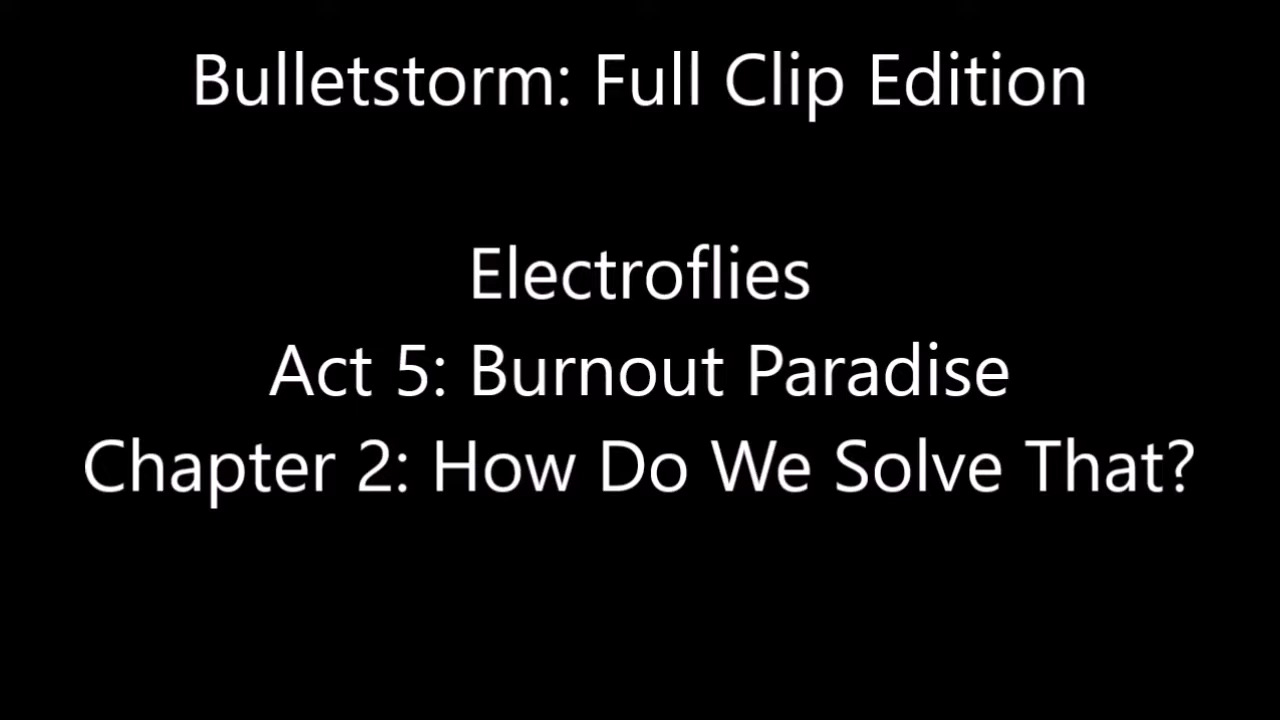 Bulletstorm: Full Clip Edition
Electroflies
Act 5: Burnout Paradise
Chapter 2: How Do We Solve That?